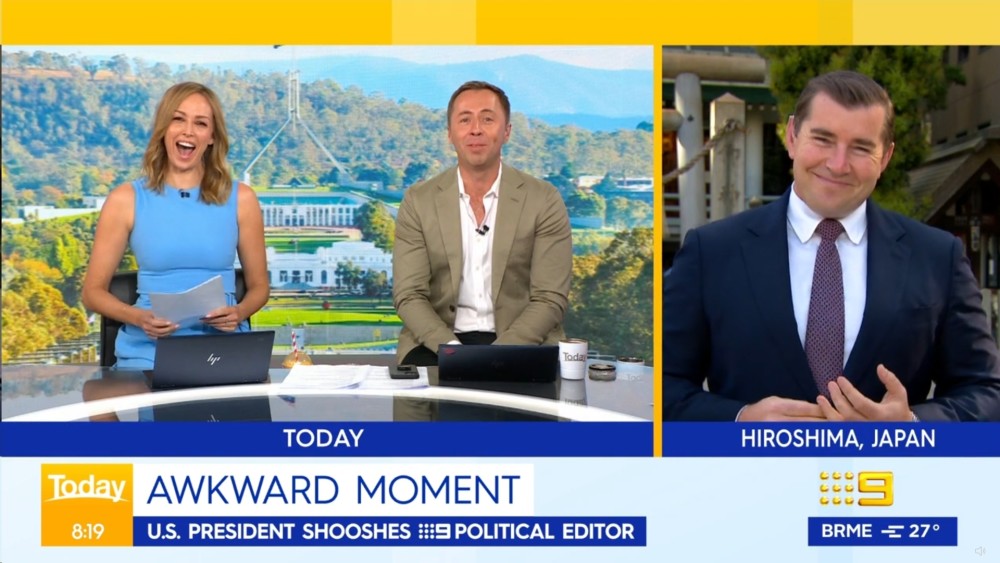 hp
Today
TODAY
HIROSHIMA, JAPAN
Today
AWKWARD MOMENT
9
8:19
U.S. PRESIDENT SHOOSHES 9 POLITICAL EDITOR
BRME 27°